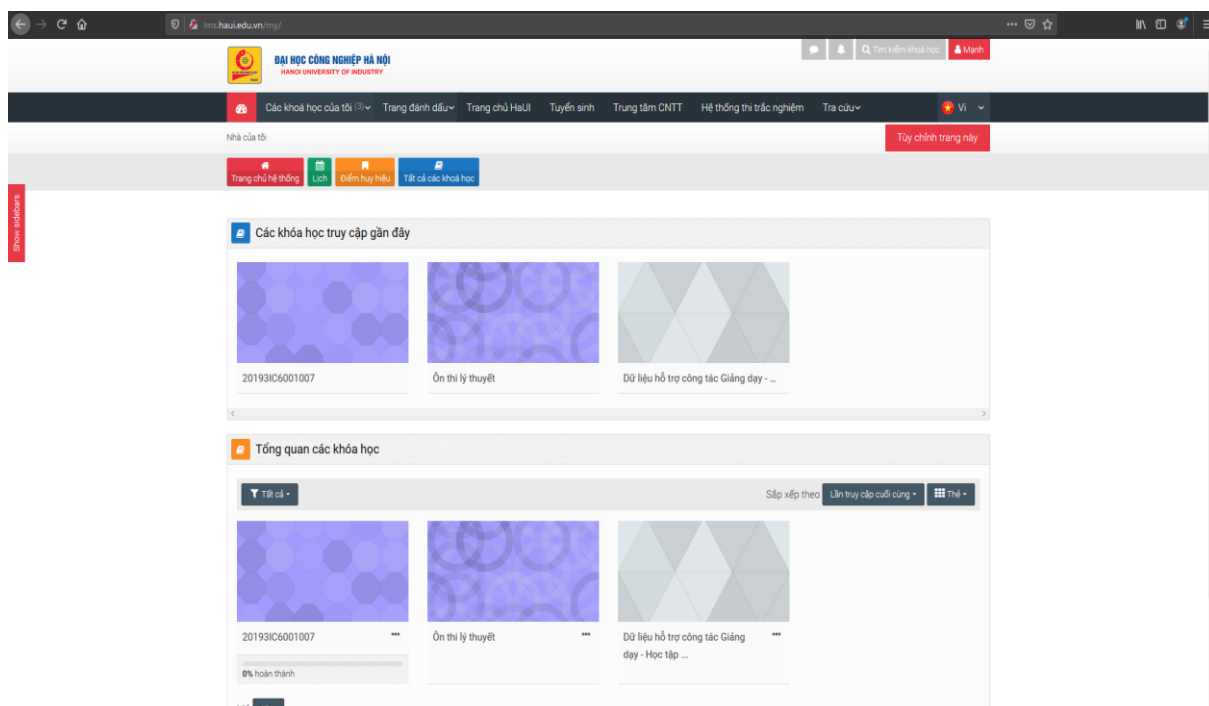 lms.haui.edu.vn/my/
ĐẠI HỌC CÔNG NGHIỆP HÀ NỘI
HANOI UNIVERSITY OF INDUSTRY
Tìm kiếm khoá học
Mạnh
Các khoá học của tôi (3) Trang đánh dấu Trang chủ HaUI Tuyển sinh Trung tâm CNTT Hệ thống thi trắc nghiệm Tra cứu Vi
Nhà của tôi
Tùy chỉnh trang này
Trang chủ hệ thống Lịch Điểm huy hiệu Tất cả các khoá học
Show sidebars
Các khóa học truy cập gần đây
20193IC6001007 Ôn thi lý thuyết Dữ liệu hỗ trợ công tác Giảng dạy - ...
Tổng quan các khóa học
Tất cả Sắp xếp theo Lần truy cập cuối cùng Thẻ
20193IC6001007 Ôn thi lý thuyết Dữ liệu hỗ trợ công tác Giảng
dạy - Học tập ...
0% hoàn thành